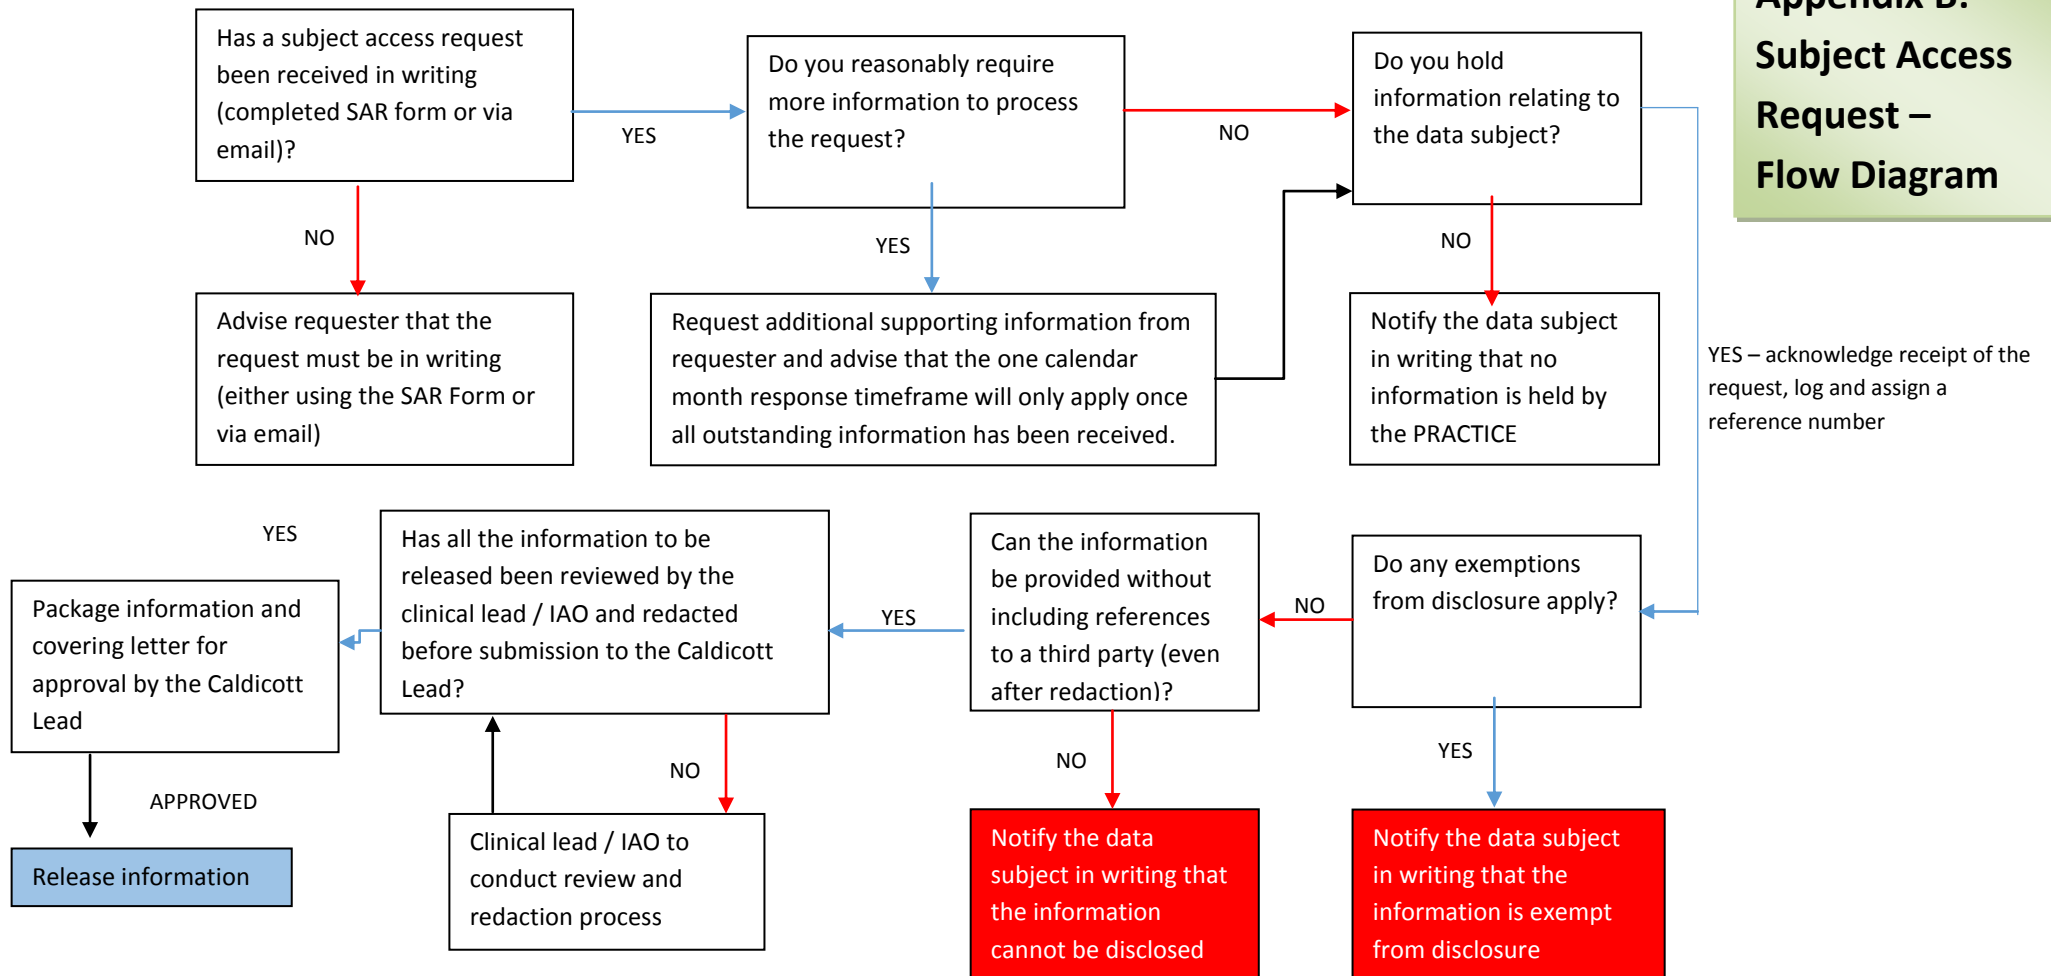 Appendix B:
Subject Access
Request –
Flow Diagram
Has a subject access request
been received in writing
(completed SAR form or via
email)?
YES
Do you reasonably require
more information to process
the request?
NO
Do you hold
information relating to
the data subject?
NO
YES
NO
Advise requester that the
request must be in writing
(either using the SAR Form or
via email)
Request additional supporting information from
requester and advise that the one calendar
month response timeframe will only apply once
all outstanding information has been received.
Notify the data subject
in writing that no
information is held by
the PRACTICE
YES – acknowledge receipt of the
request, log and assign a
reference number
Do any exemptions
from disclosure apply?
NO
Can the information
be provided without
including references
to a third party (even
after redaction)?
YES
Has all the information to be
released been reviewed by the
clinical lead / IAO and redacted
before submission to the Caldicott
Lead?
YES
Package information and
covering letter for
approval by the Caldicott
Lead
YES
NO
NO
APPROVED
Release information
Clinical lead / IAO to
conduct review and
redaction process
Notify the data
subject in writing that
the information
cannot be disclosed
Notify the data subject
in writing that the
information is exempt
from disclosure